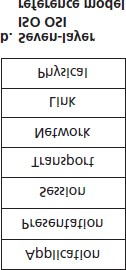 Application
Presentation
Session
Transport
Network
Link
Physical
b. Seven-layer
ISO OSI
reference model